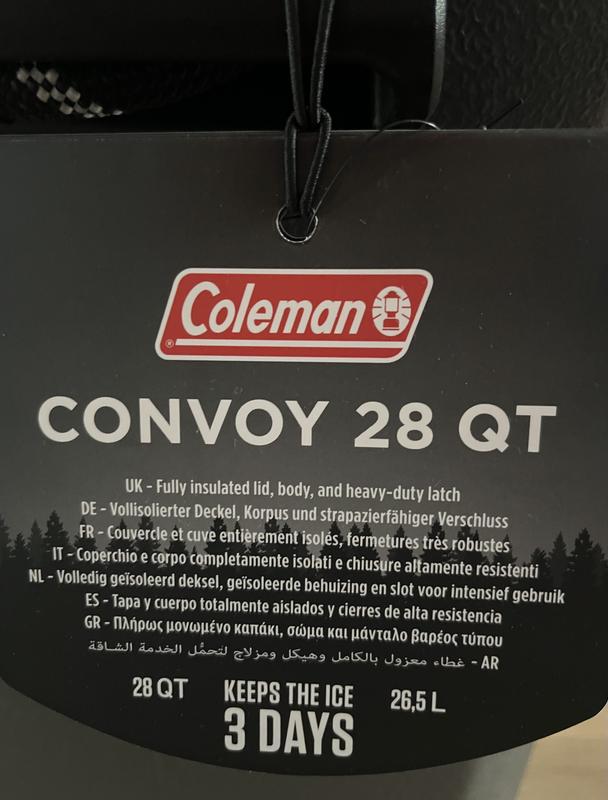 Coleman
®
CONVOY 28 QT
UK - Fully insulated lid, body, and heavy-duty latch
DE - Vollisolierter Deckel, Korpus und strapazierfähiger Verschluss
FR - Couvercle et cuve entièrement isolés, fermetures très robustes
IT - Coperchio e corpo completamente isolati e chiusure altamente resistenti
NL - Volledig geïsoleerd deksel, geïsoleerde behuizing en slot voor intensief gebruik
ES - Tapa y cuerpo totalmente aislados y cierres de alta resistencia
GR - Πλήρως μονωμένο καπάκι, σώμα και μάνταλο βαρέος τύπου
AR - غطاء معزول بالكامل وهيكل ومزلاج لتحمُّل الخدمة الشاقة
28 QT KEEPS THE ICE 26,5 L
3 DAYS